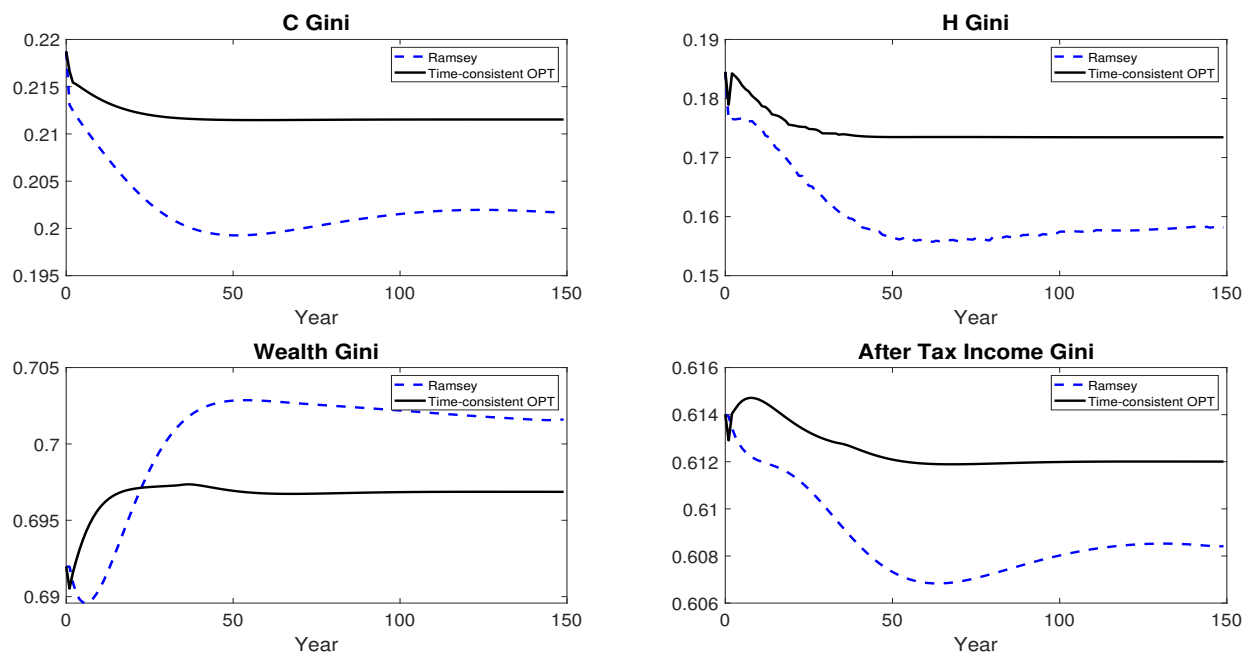 C Gini
0.22
0.215
0.21
0.205
0.2
0.195
0
50
100
150
Year
Ramsey
Time-consistent OPT
H Gini
0.19
0.18
0.17
0.16
0.15
0
50
100
150
Year
Ramsey
Time-consistent OPT
Wealth Gini
0.705
0.7
0.695
0.69
0
50
100
150
Year
Ramsey
Time-consistent OPT
After Tax Income Gini
0.616
0.614
0.612
0.61
0.608
0.606
0
50
100
150
Year
Ramsey
Time-consistent OPT